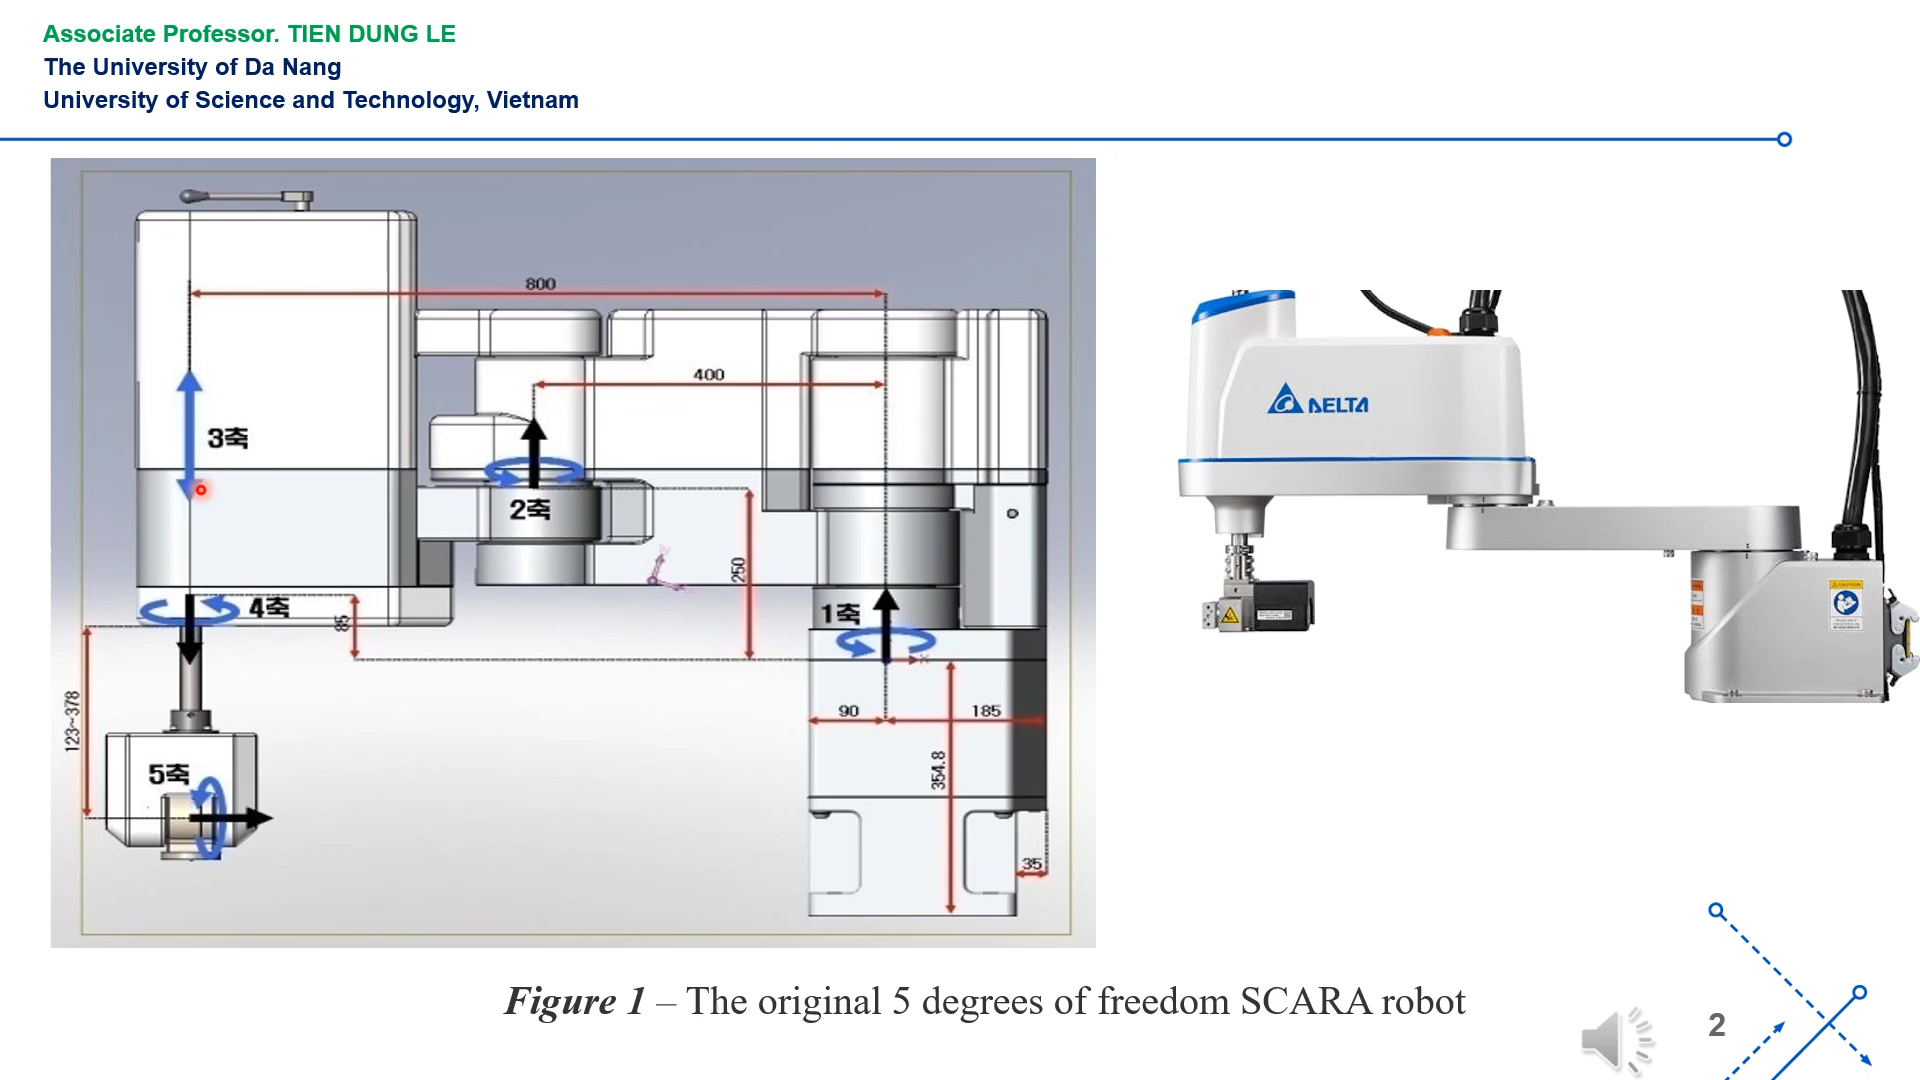 Associate Professor. TIEN DUNG LE
The University of Da Nang
University of Science and Technology, Vietnam
800
400
3축
2축
250
4축
85
1축
123~378
90
185
5축
354.8
35
DELTA
Figure 1 – The original 5 degrees of freedom SCARA robot
2